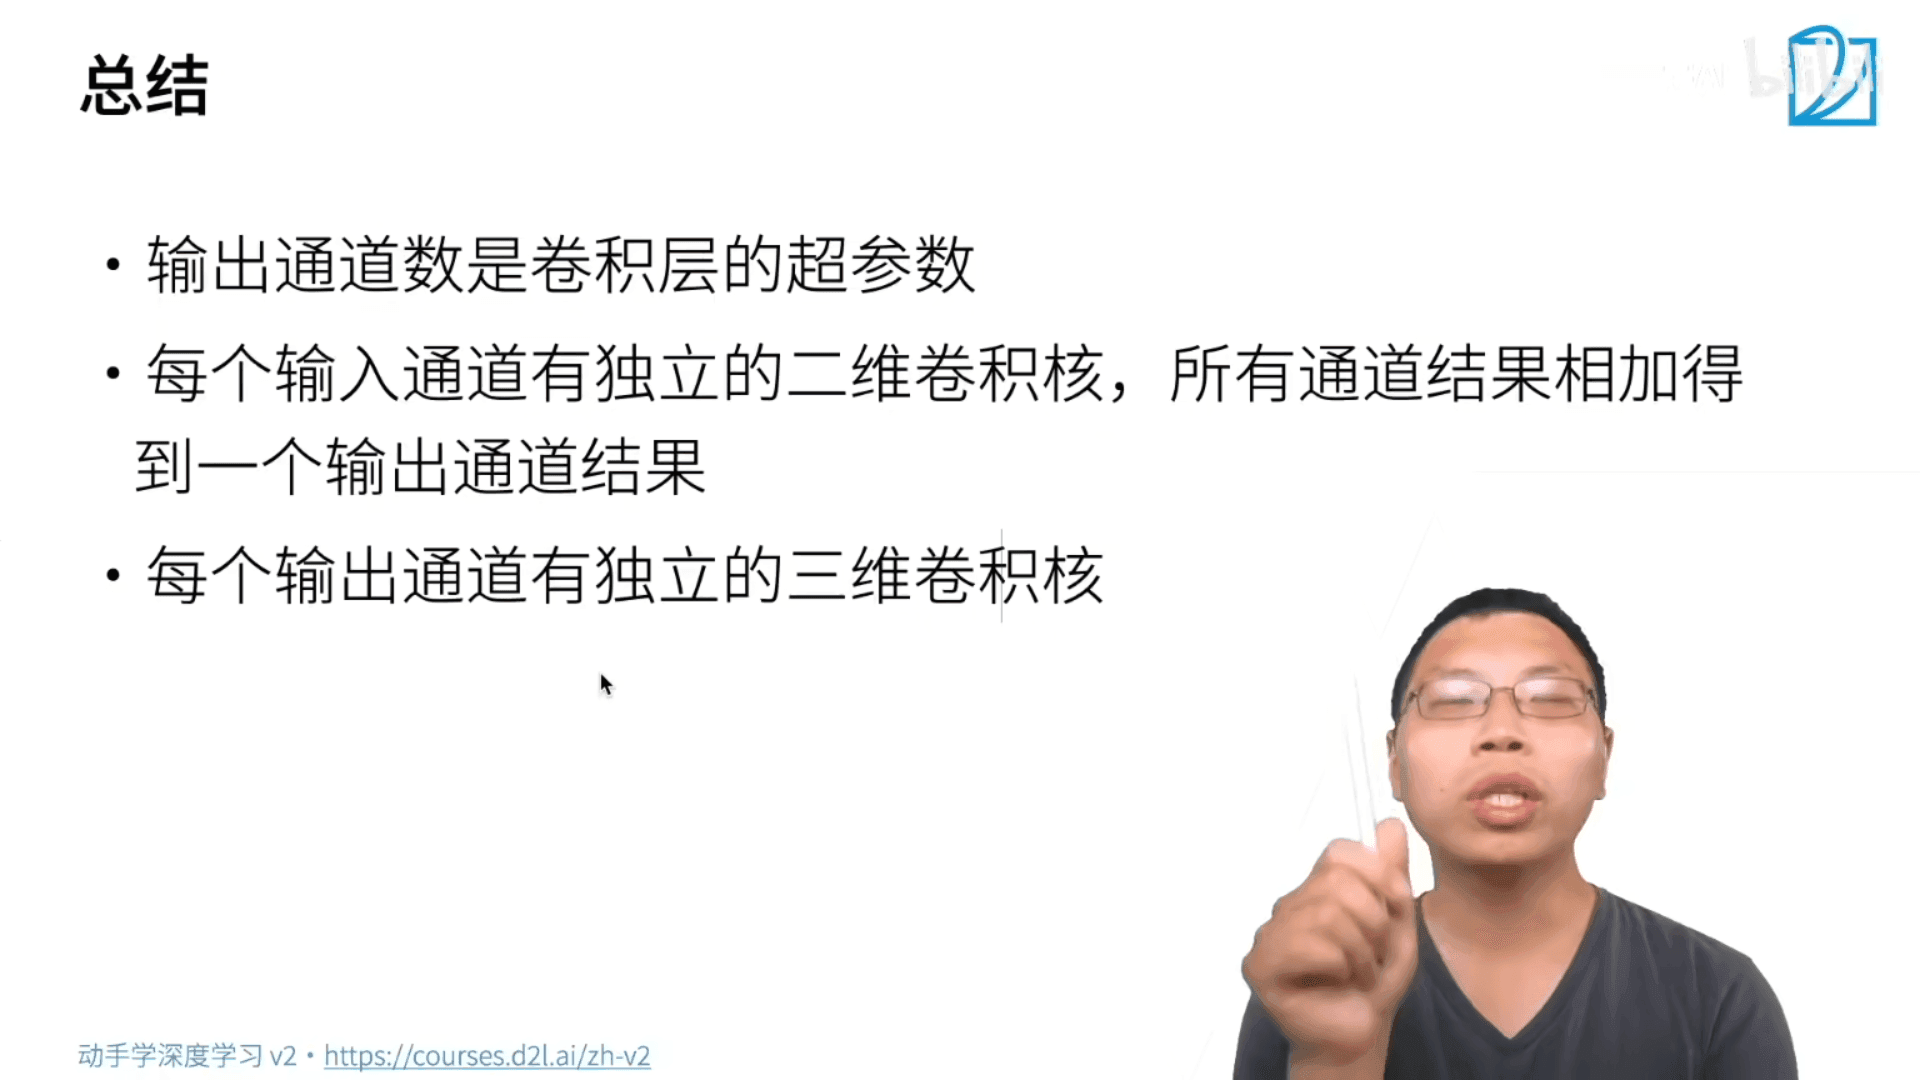 总结
bilibili
• 输出通道数是卷积层的超参数
• 每个输入通道有独立的二维卷积核，所有通道结果相加得
到一个输出通道结果
• 每个输出通道有独立的三维卷积核
动手学深度学习 v2 • https://courses.d2l.ai/zh-v2